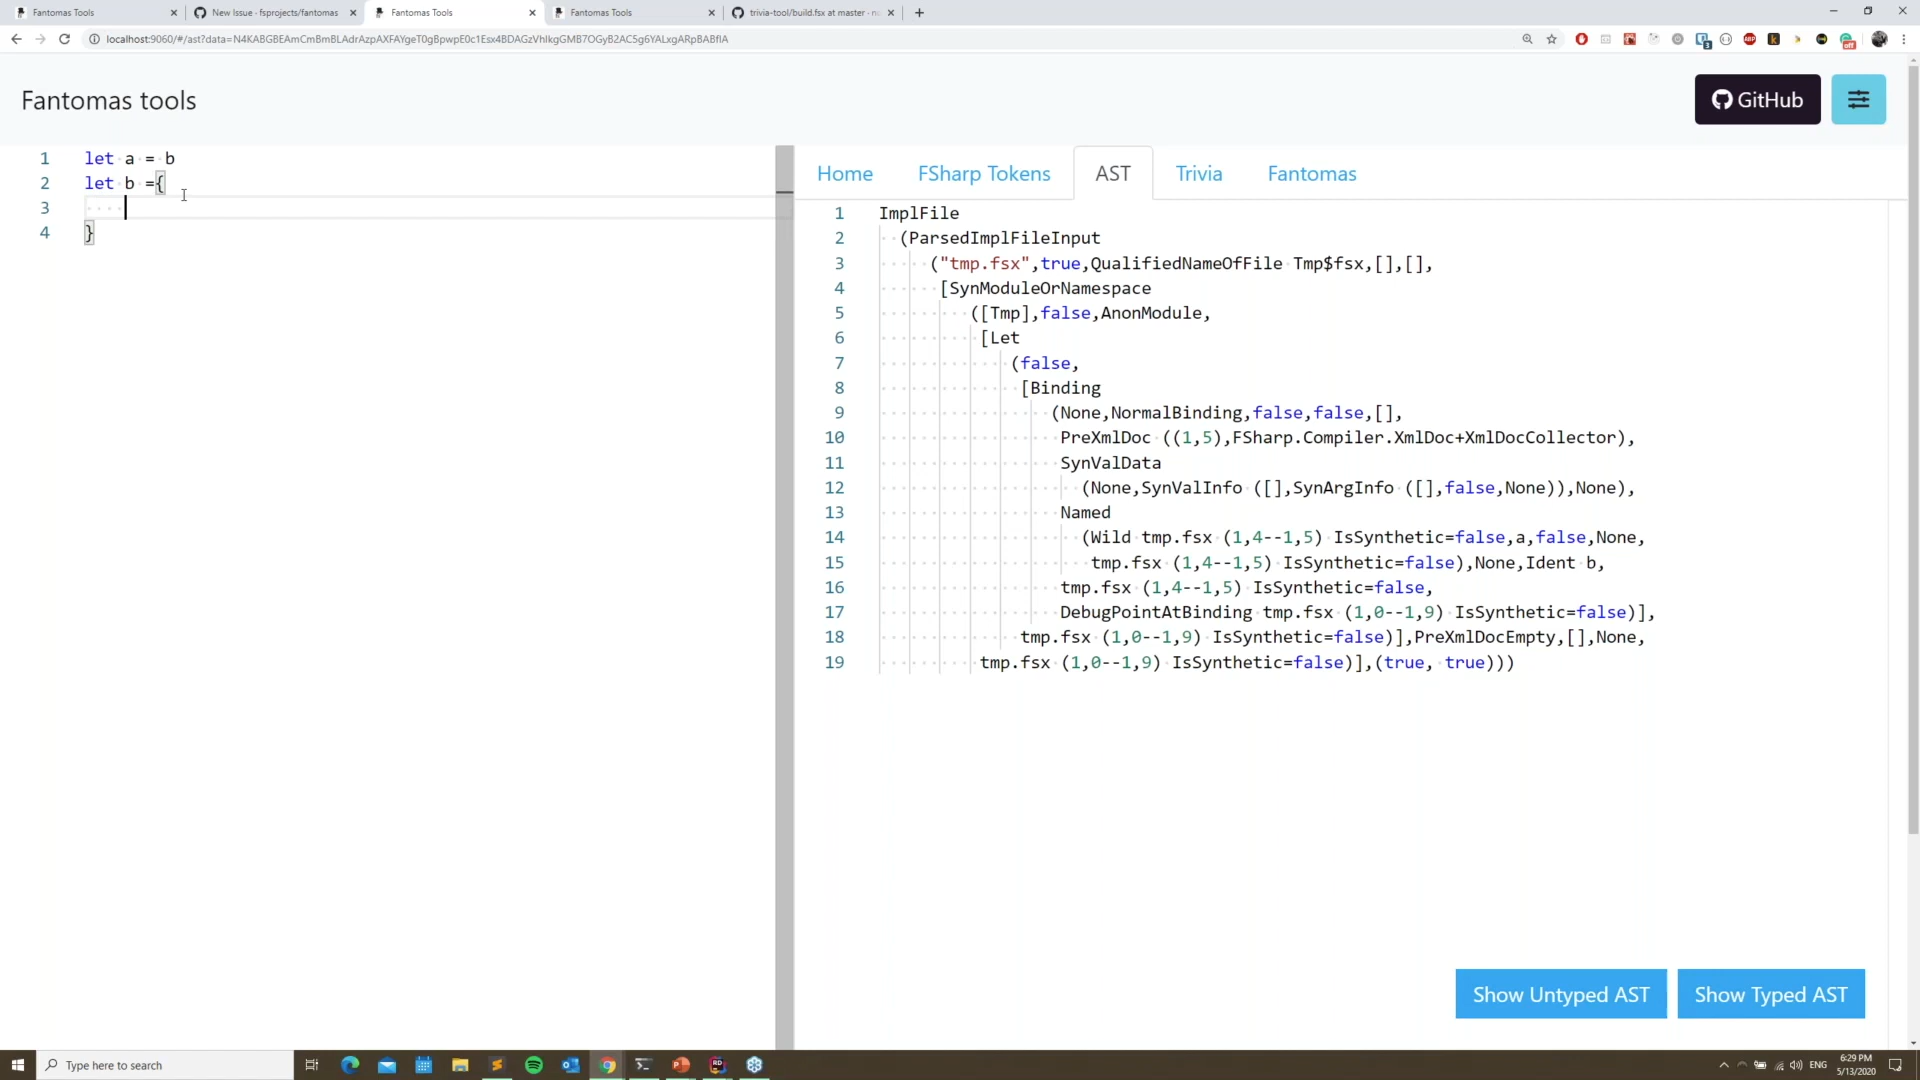 Fantomas Tools
New Issue · fsprojects/fantomas
Fantomas Tools
Fantomas Tools
trivia-tool/build.fsx at master · n
localhost:9060/#/ast?data=N4KABGBEAmCmBmBLAdrAzpAXFAYgeT0gBpwpE0c1Esx4BDAGzVhlkgGMB7OGyB2AC5g6YALxgARpBABflA
Fantomas tools
GitHub
1 let a = b
2 let b ={
3
4 }
Home
FSharp Tokens
AST
Trivia
Fantomas
1 ImplFile
2 (ParsedImplFileInput
3 ("tmp.fsx",true,QualifiedNameOfFile Tmp$fsx,[],[],
4 [SynModuleOrNamespace
5 ([Tmp],false,AnonModule,
6 [Let
7 (false,
8 [Binding
9 (None,NormalBinding,false,false,[],
10 PreXmlDoc ((1,5),FSharp.Compiler.XmlDoc+XmlDocCollector),
11 SynValData
12 (None,SynValInfo ([],SynArgInfo ([],false,None)),None),
13 Named
14 (Wild tmp.fsx (1,4--1,5) IsSynthetic=false,a,false,None,
15 tmp.fsx (1,4--1,5) IsSynthetic=false),None,Ident b,
16 tmp.fsx (1,4--1,5) IsSynthetic=false,
17 DebugPointAtBinding tmp.fsx (1,0--1,9) IsSynthetic=false)],
18 tmp.fsx (1,0--1,9) IsSynthetic=false)],PreXmlDocEmpty,[],None,
19 tmp.fsx (1,0--1,9) IsSynthetic=false)],(true, true)))
Show Untyped AST
Show Typed AST
Type here to search
ENG
6:29 PM
5/13/2020